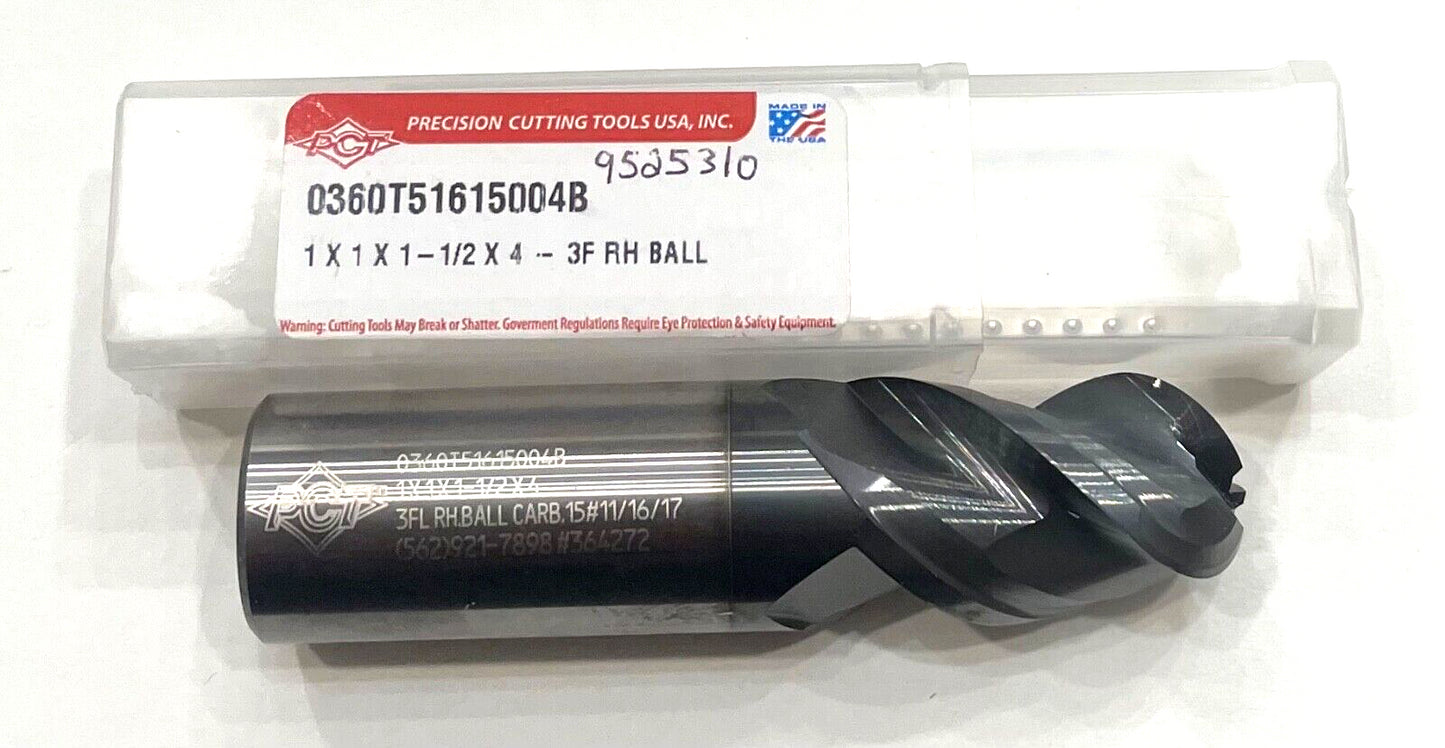 PCT
PRECISION CUTTING TOOLS USA, INC.
MADE IN
THE USA
9525310
0360T51615004B
1 X 1 X 1-1/2 X 4 -- 3F RH BALL
Warning: Cutting Tools May Break or Shatter. Goverment Regulations Require Eye Protection & Safety Equipment.
PCT
0360T51615004B
1X1X1-1/2X4
3FL RH.BALL CARB.15#11/16/17
(562)921-7898 #364272